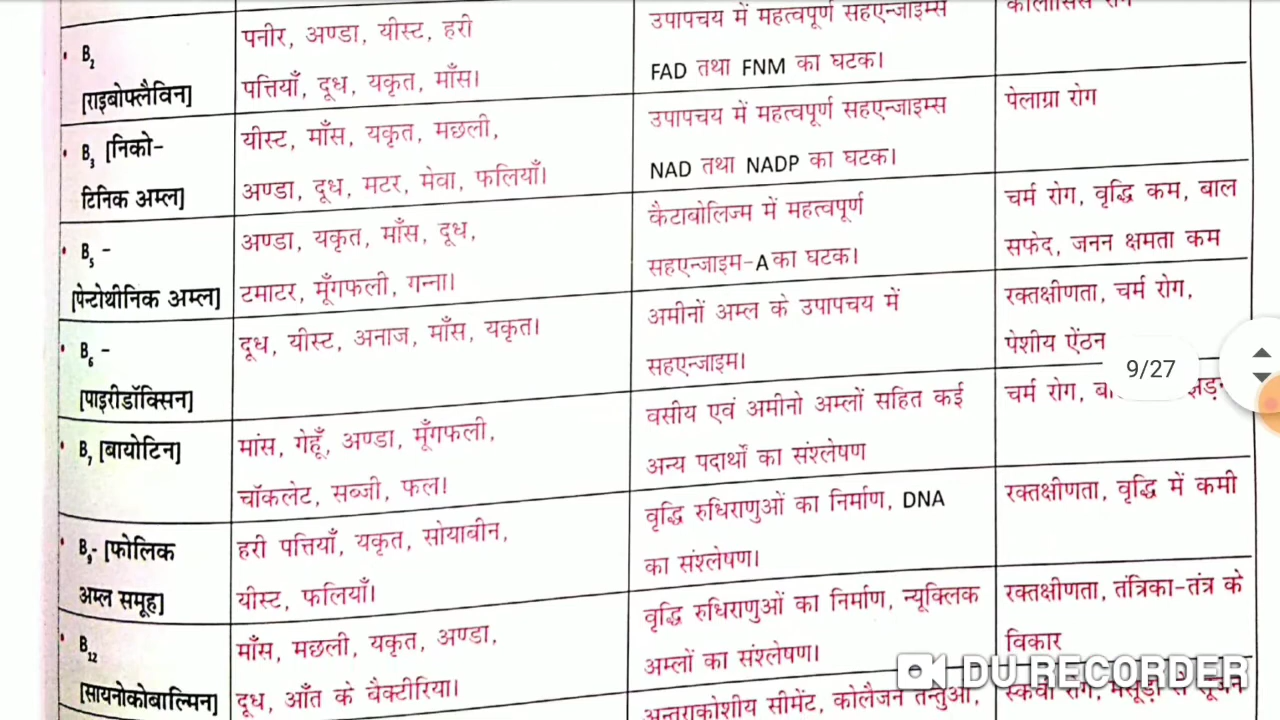 उपापचय में महत्वपूर्ण सहएन्जाइम्स
पनीर, अण्डा, यीस्ट, हरी
• B2
FAD तथा FNM का घटक।
पत्तियाँ, दूध, यकृत, माँस।
[राइबोफ्लैविन]
उपापचय में महत्वपूर्ण सहएन्जाइम्स
पेलाग्रा रोग
यीस्ट, माँस, यकृत, मछली,
• B3 [निको-
NAD तथा NADP का घटक।
अण्डा, दूध, मटर, मेवा, फलियाँ।
टिनिक अम्ल]
कैटाबोलिज्म में महत्वपूर्ण
चर्म रोग, वृद्धि कम, बाल
अण्डा, यकृत, माँस, दूध,
• B5 -
सहएन्जाइम-A का घटक।
सफेद, जनन क्षमता कम
टमाटर, मूँगफली, गन्ना।
[पेन्टोथीनिक अम्ल]
अमीनों अम्ल के उपापचय में
रक्तक्षीणता, चर्म रोग,
दूध, यीस्ट, अनाज, माँस, यकृत।
• B6 -
सहएन्जाइम।
पेशीय ऐंठन
9/27
[पाइरीडॉक्सिन]
वसीय एवं अमीनो अम्लों सहित कई
चर्म रोग,
मांस, गेहूँ, अण्डा, मूँगफली,
• B7 [बायोटिन]
अन्य पदार्थो का संश्लेषण
चॉकलेट, सब्जी, फल।
वृद्धि रुधिराणुओं का निर्माण, DNA
रक्तक्षीणता, वृद्धि में कमी
हरी पत्तियाँ, यकृत, सोयाबीन,
• B9- [फोलिक
का संश्लेषण।
यीस्ट, फलियाँ।
अम्ल समूह]
वृद्धि रुधिराणुओं का निर्माण, न्यूक्लिक
रक्तक्षीणता, तंत्रिका-तंत्र के
माँस, मछली, यकृत, अण्डा,
• B12
अम्लों का संश्लेषण।
विकार
DU RECORDER
दूध, आँत के बैक्टीरिया।
[सायनोकोबाल्मिन]
अन्तराकोशीय सीमेंट, कोलैजन तन्तुओं,